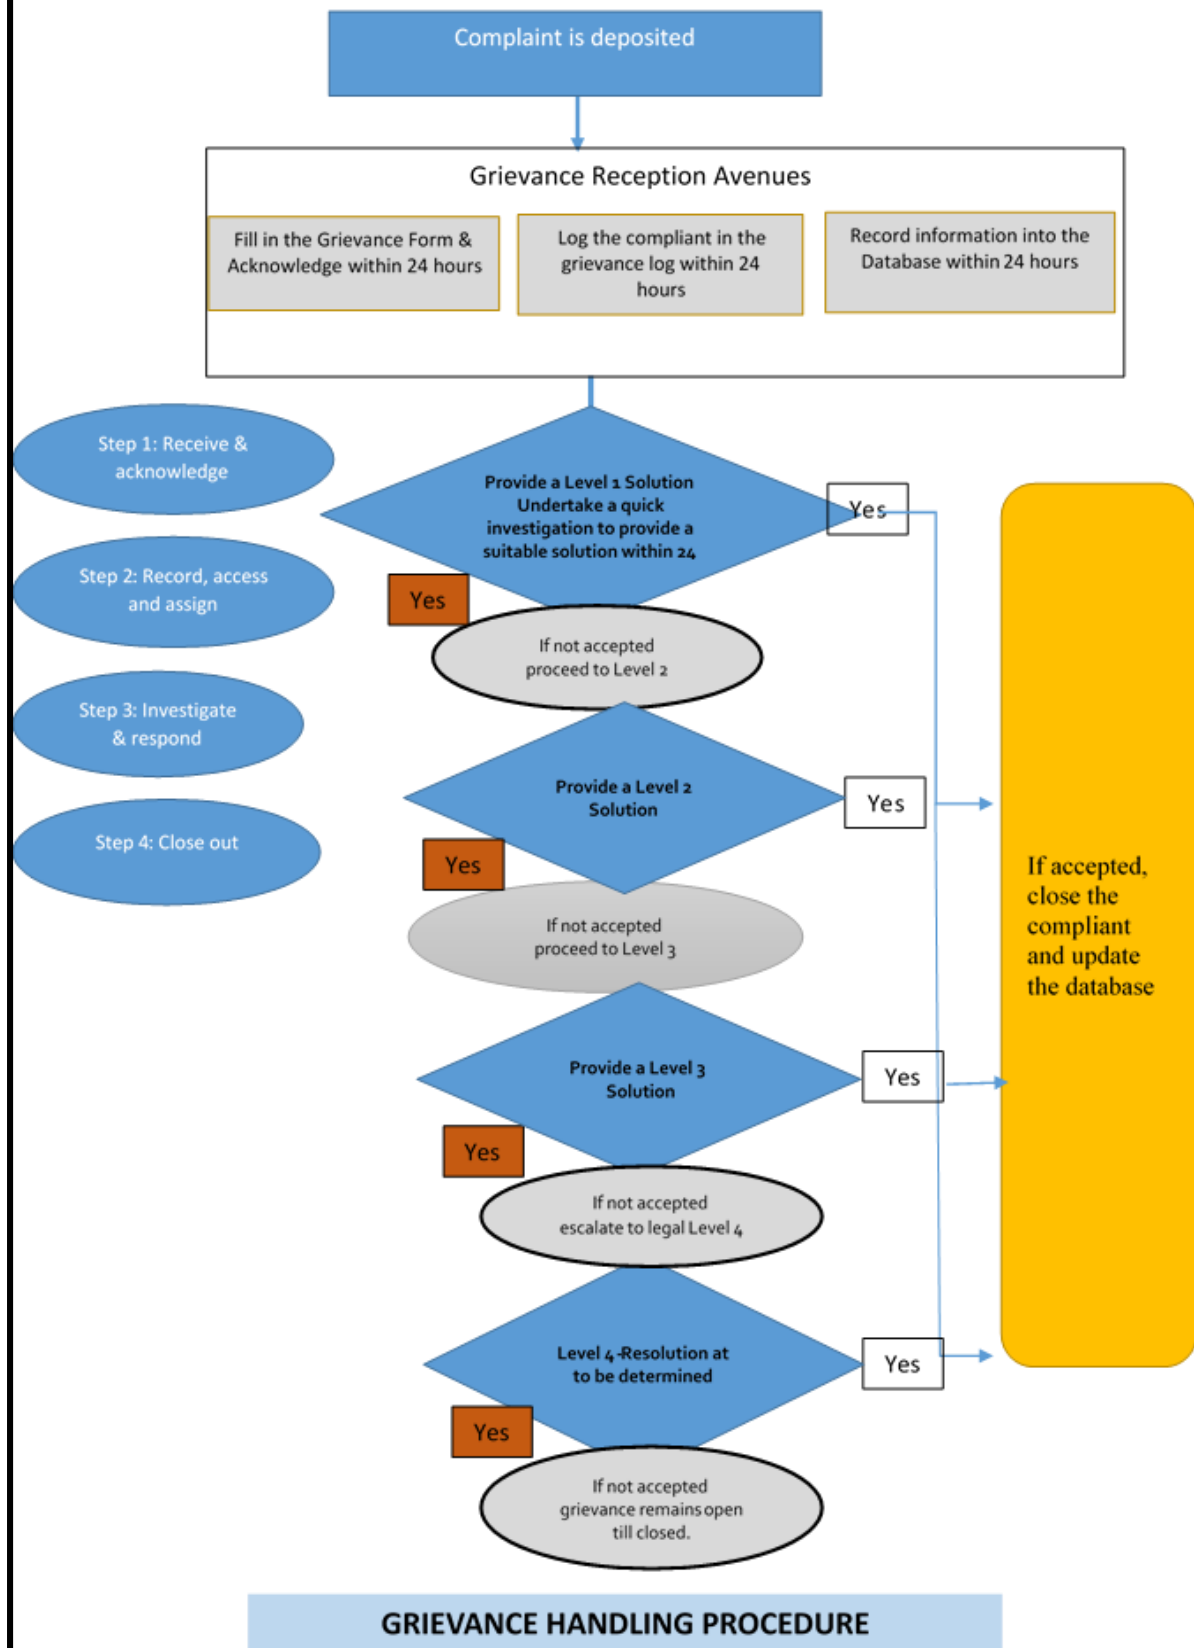 Complaint is deposited
Grievance Reception Avenues
Fill in the Grievance Form &
Acknowledge within 24 hours
Log the compliant in the
grievance log within 24
hours
Record information into the
Database within 24 hours
Step 1: Receive &
acknowledge
Step 2: Record, access
and assign
Step 3: Investigate
& respond
Step 4: Close out
Provide a Level 1 Solution
Undertake a quick
investigation to provide a
suitable solution within 24
Yes
Yes
If not accepted
proceed to Level 2
Provide a Level 2
Solution
Yes
Yes
If not accepted
proceed to Level 3
Provide a Level 3
Solution
Yes
Yes
If not accepted
escalate to legal Level 4
Level 4-Resolution at
to be determined
Yes
Yes
If not accepted
grievance remains open
till closed.
If accepted,
close the
compliant
and update
the database
GRIEVANCE HANDLING PROCEDURE